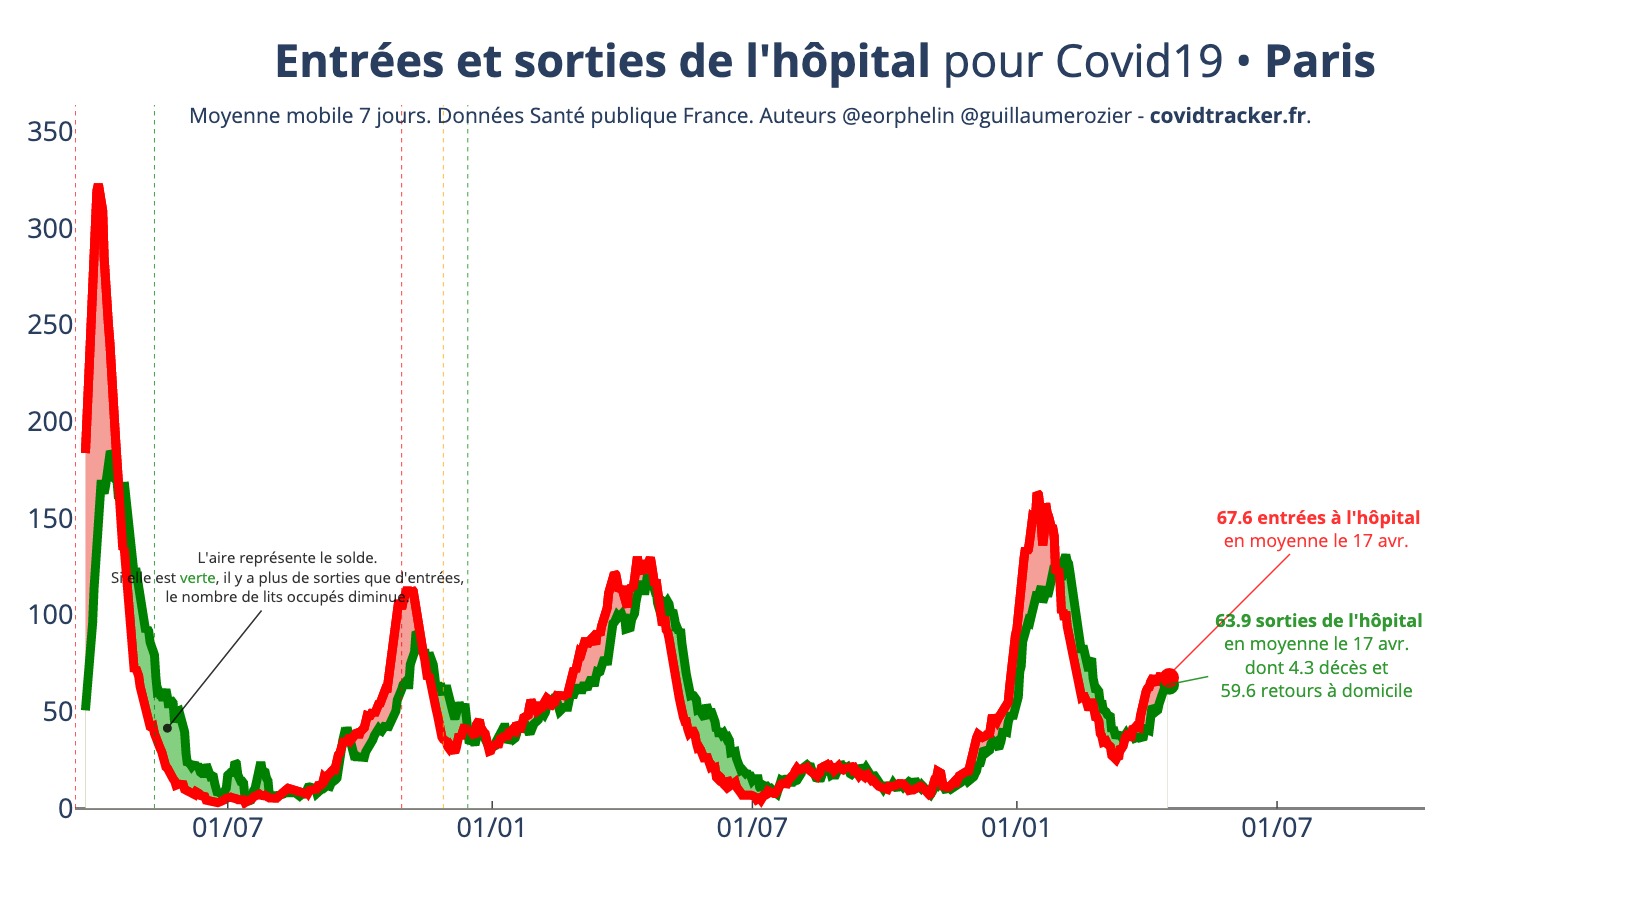 Entrées et sorties de l'hôpital pour Covid19 • Paris
Moyenne mobile 7 jours. Données Santé publique France. Auteurs @eorphelin @guillaumerozier - covidtracker.fr.
350
300
250
200
150
100
50
0
L'aire représente le solde.
Si elle est verte, il y a plus de sorties que d'entrées,
le nombre de lits occupés diminue.
67.6 entrées à l'hôpital
en moyenne le 17 avr.
63.9 sorties de l'hôpital
en moyenne le 17 avr.
dont 4.3 décès et
59.6 retours à domicile
01/07
01/01
01/07
01/01
01/07